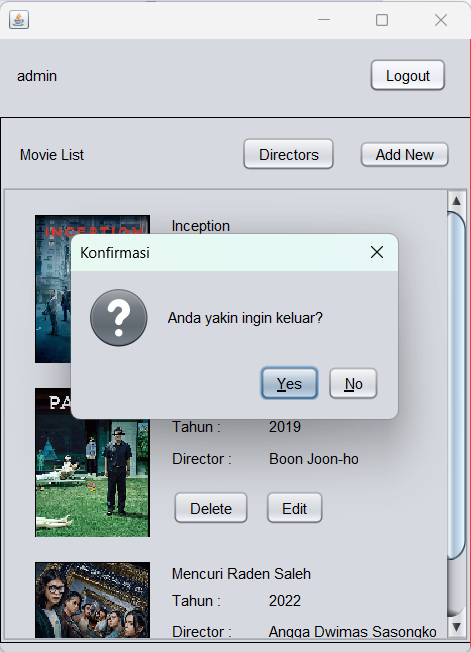 admin
Logout
Movie List
Directors
Add New
INCEPTION
Inception
Konfirmasi
Anda yakin ingin keluar?
Yes
No
PA
Tahun :
2019
Director :
Boon Joon-ho
Delete
Edit
Mencuri Raden Saleh
Tahun :
2022
Director :
Angga Dwimas Sasongko